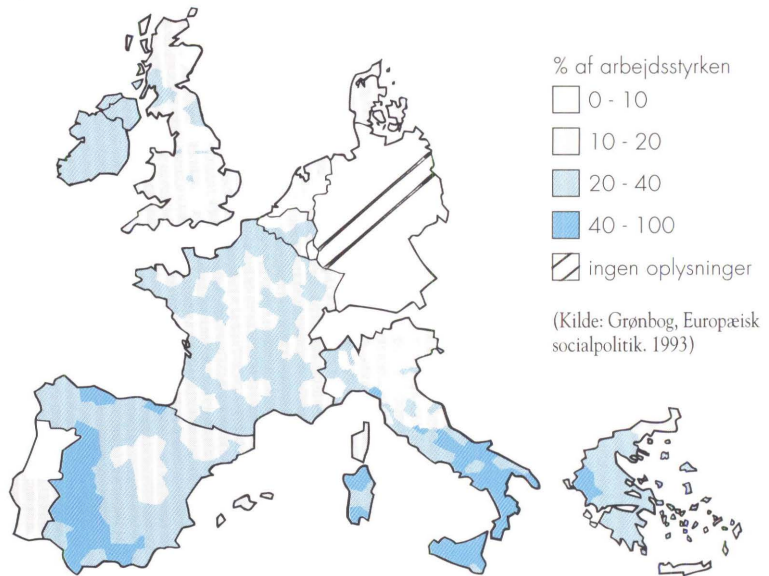 % af arbejdsstyrken
0 - 10
10 - 20
20 - 40
40 - 100
ingen oplysninger
(Kilde: Grønbog, Europæisk
socialpolitik. 1993)